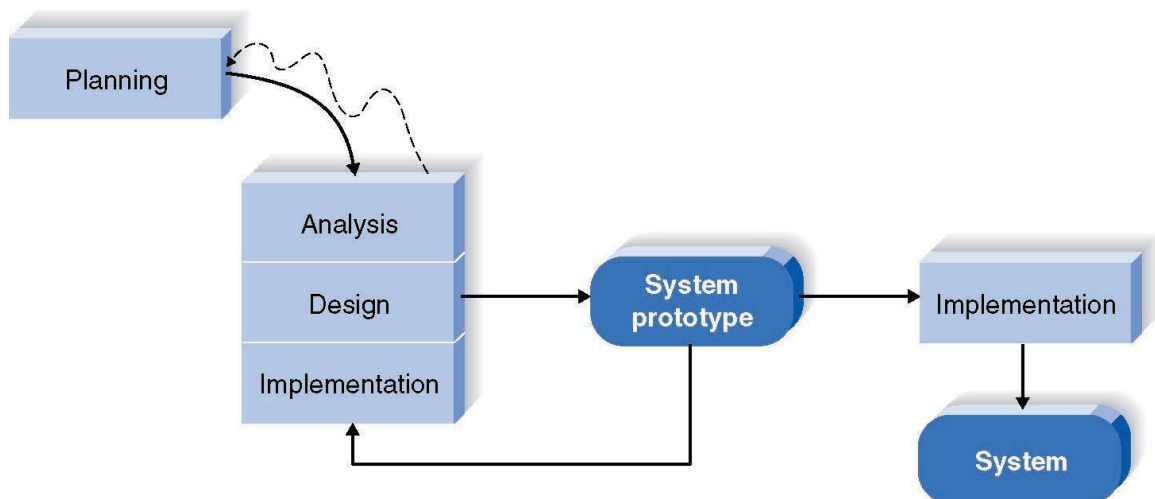 Planning
Analysis
Design
Implementation
System
prototype
Implementation
System